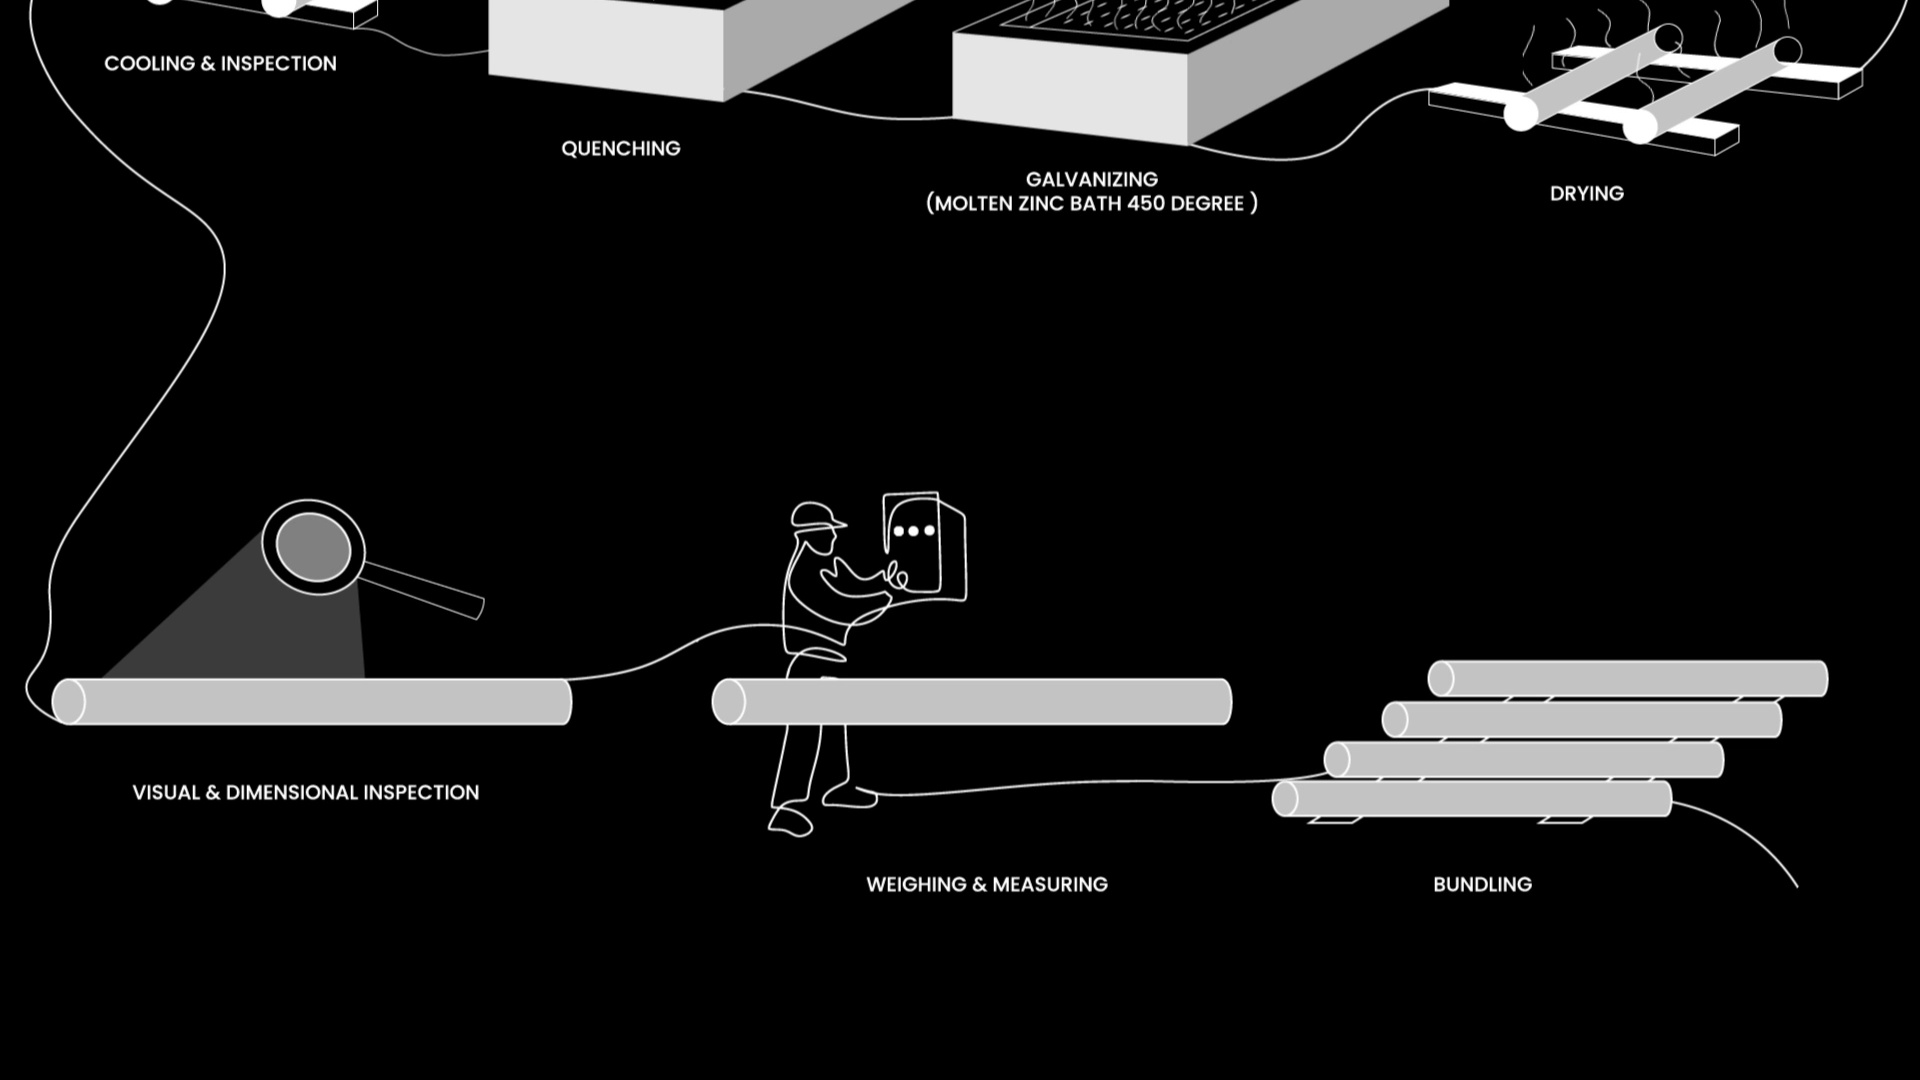 COOLING & INSPECTION
QUENCHING
GALVANIZING
(MOLTEN ZINC BATH 450 DEGREE )
DRYING
VISUAL & DIMENSIONAL INSPECTION
WEIGHING & MEASURING
BUNDLING